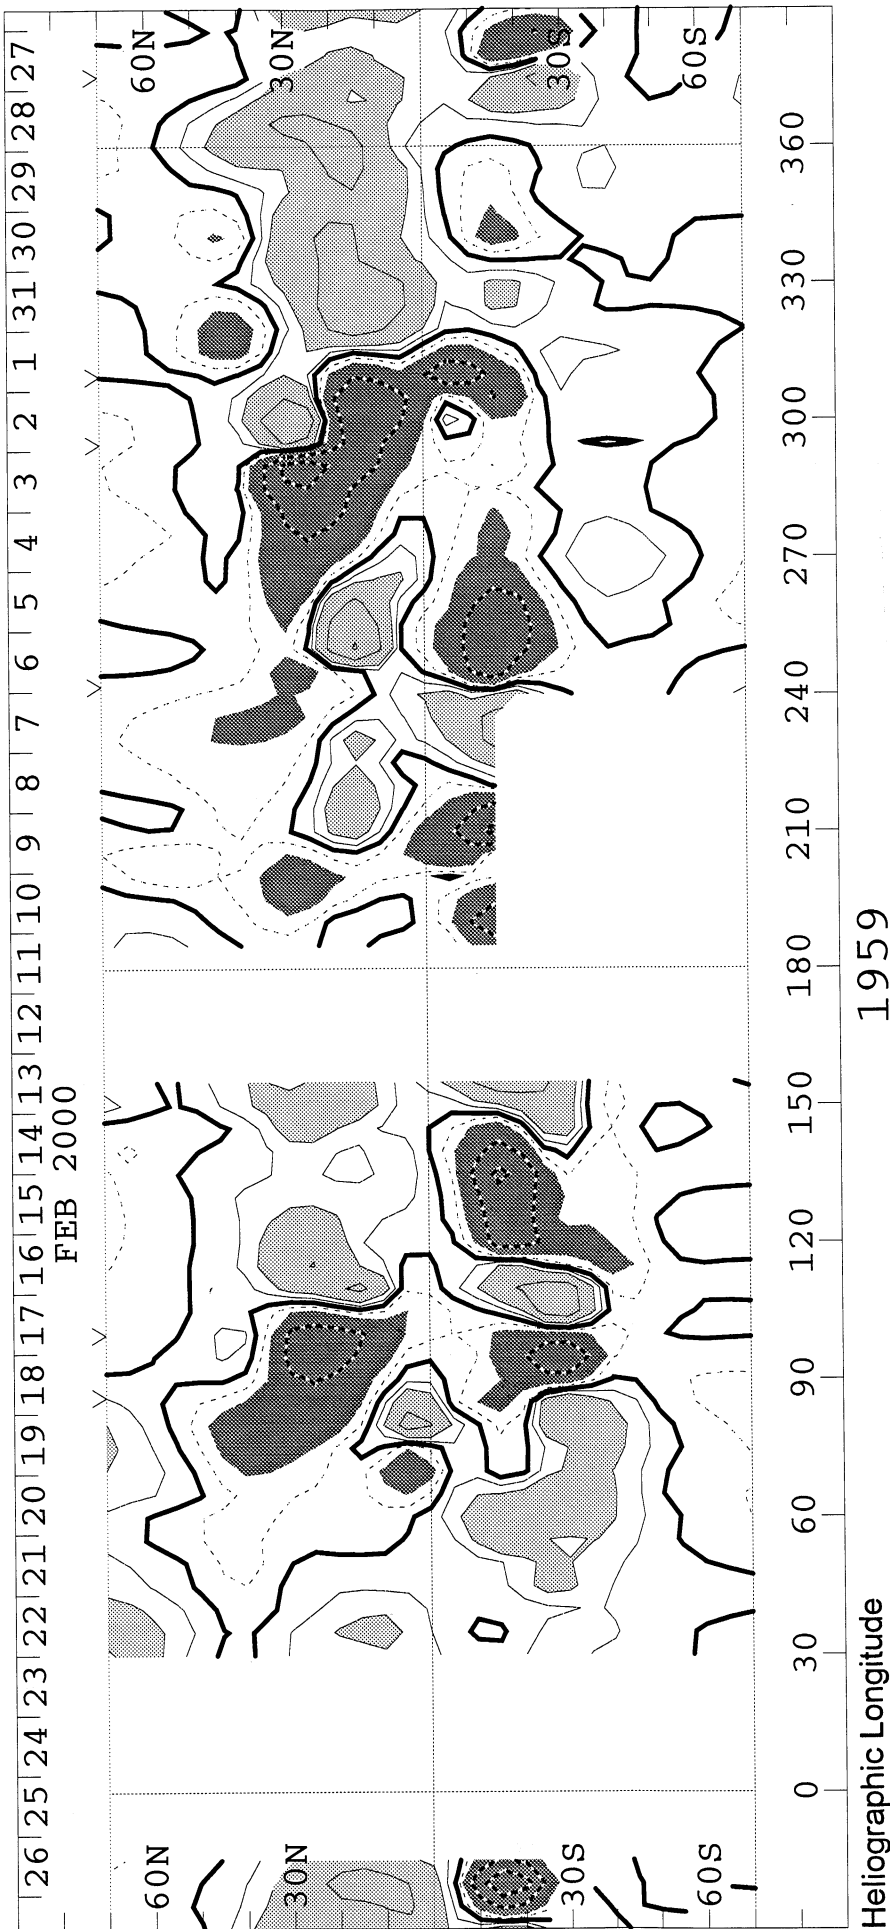 26 25 24 23 22 21 20 19 18 17 16 15 14 13 12 11 10 9 8 7 6 5 4 3 2 1 31 30 29 28 27
FEB 2000
60N 60N
30N 30N
30S 30S
60S 60S
0 30 60 90 120 150 180 210 240 270 300 330 360
Heliographic Longitude 1959